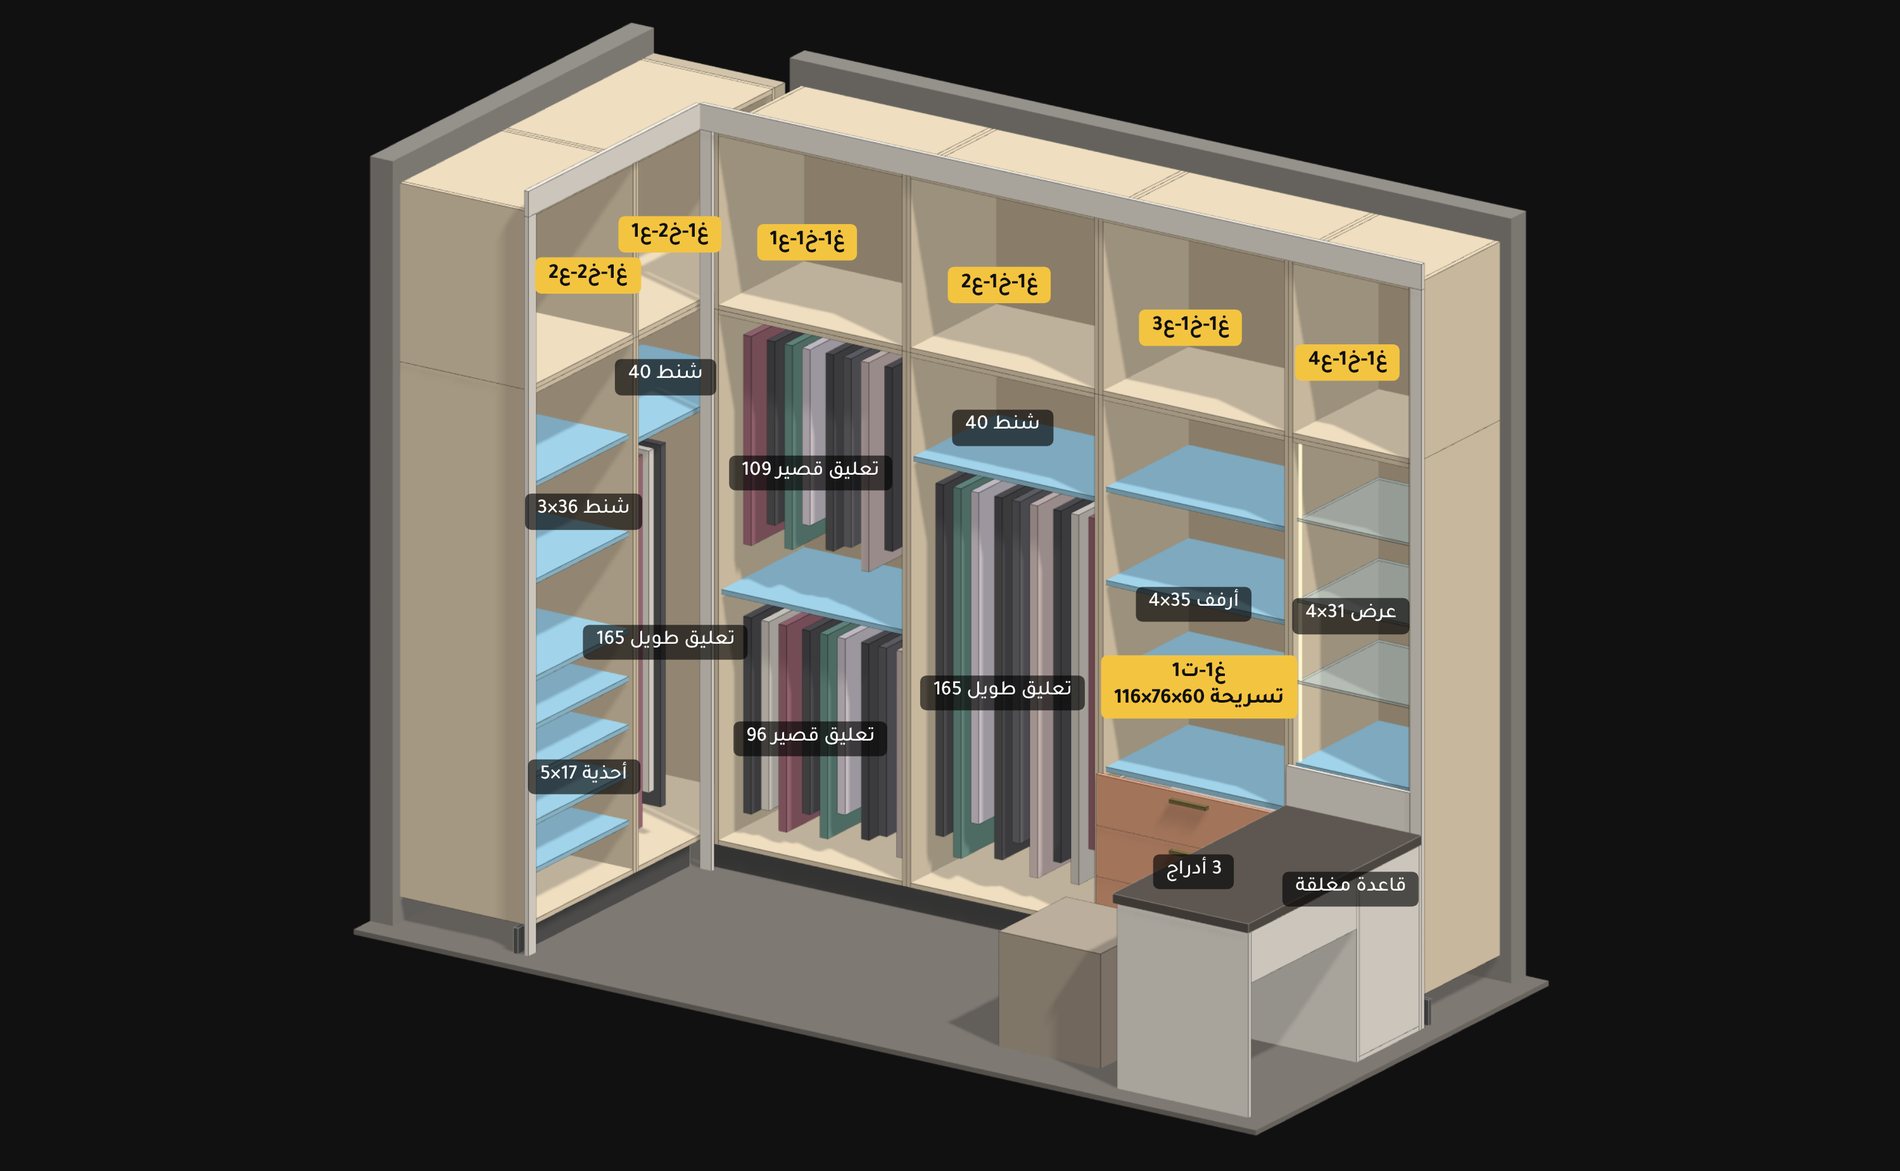 غ1-خ2-ع1
غ1-خ1-ع1
غ1-خ2-ع2
غ1-خ1-ع2
غ1-خ1-ع3
غ1-خ1-ع4
شنط 40
شنط 40
تعليق قصير 109
شنط 36×3
أرفف 35×4
عرض 31×4
تعليق طويل 165
غ1-ت1
تسريحة 60×76×116
تعليق طويل 165
تعليق قصير 96
أحذية 17×5
3 أدراج
قاعدة مغلقة